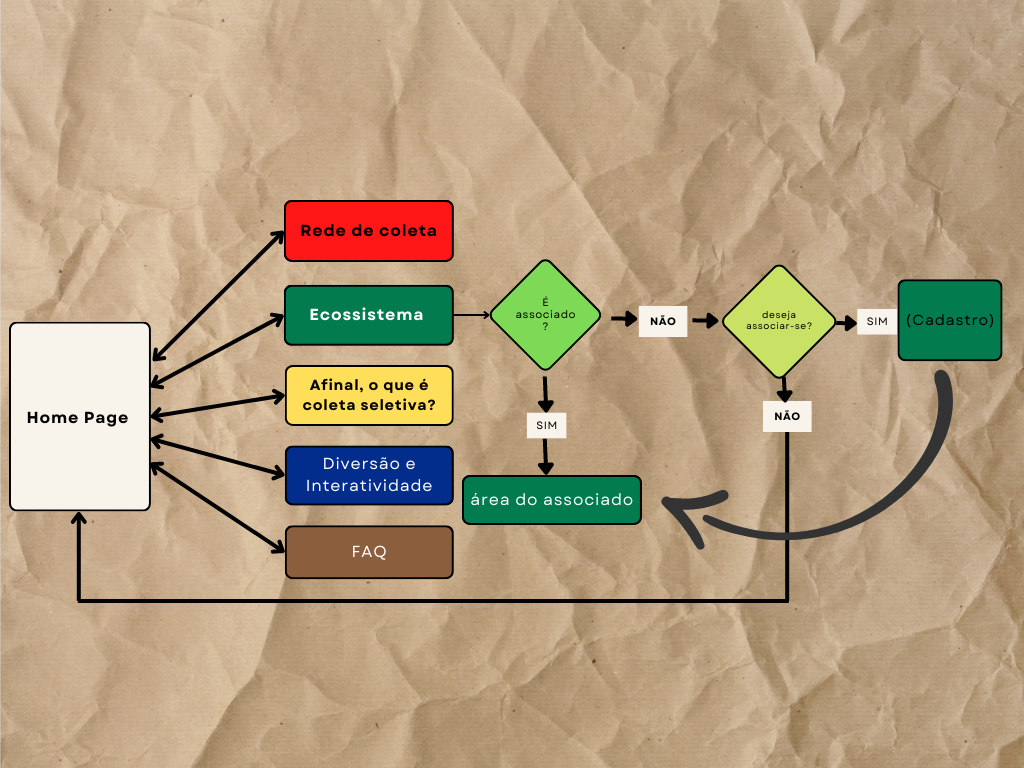 Home Page
Rede de coleta
Ecossistema
Afinal, o que é
coleta seletiva?
Diversão e
Interatividade
FAQ
É
associado
?
NÃO
SIM
área do associado
deseja
associar-se?
SIM
NÃO
(Cadastro)